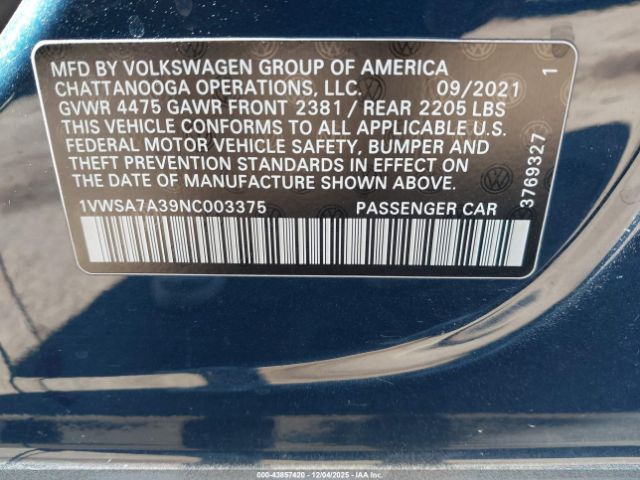 MFD BY VOLKSWAGEN GROUP OF AMERICA
CHATTANOOGA OPERATIONS, LLC. 09/2021 1
GVWR 4475 GAWR FRONT 2381 / REAR 2205 LBS
THIS VEHICLE CONFORMS TO ALL APPLICABLE U.S.
FEDERAL MOTOR VEHICLE SAFETY, BUMPER AND
THEFT PREVENTION STANDARDS IN EFFECT ON
THE DATE OF MANUFACTURE SHOWN ABOVE.
1VWSA7A39NC003375 PASSENGER CAR
3769327
000-43857420 • 12/04/2025 • IAAI.COM